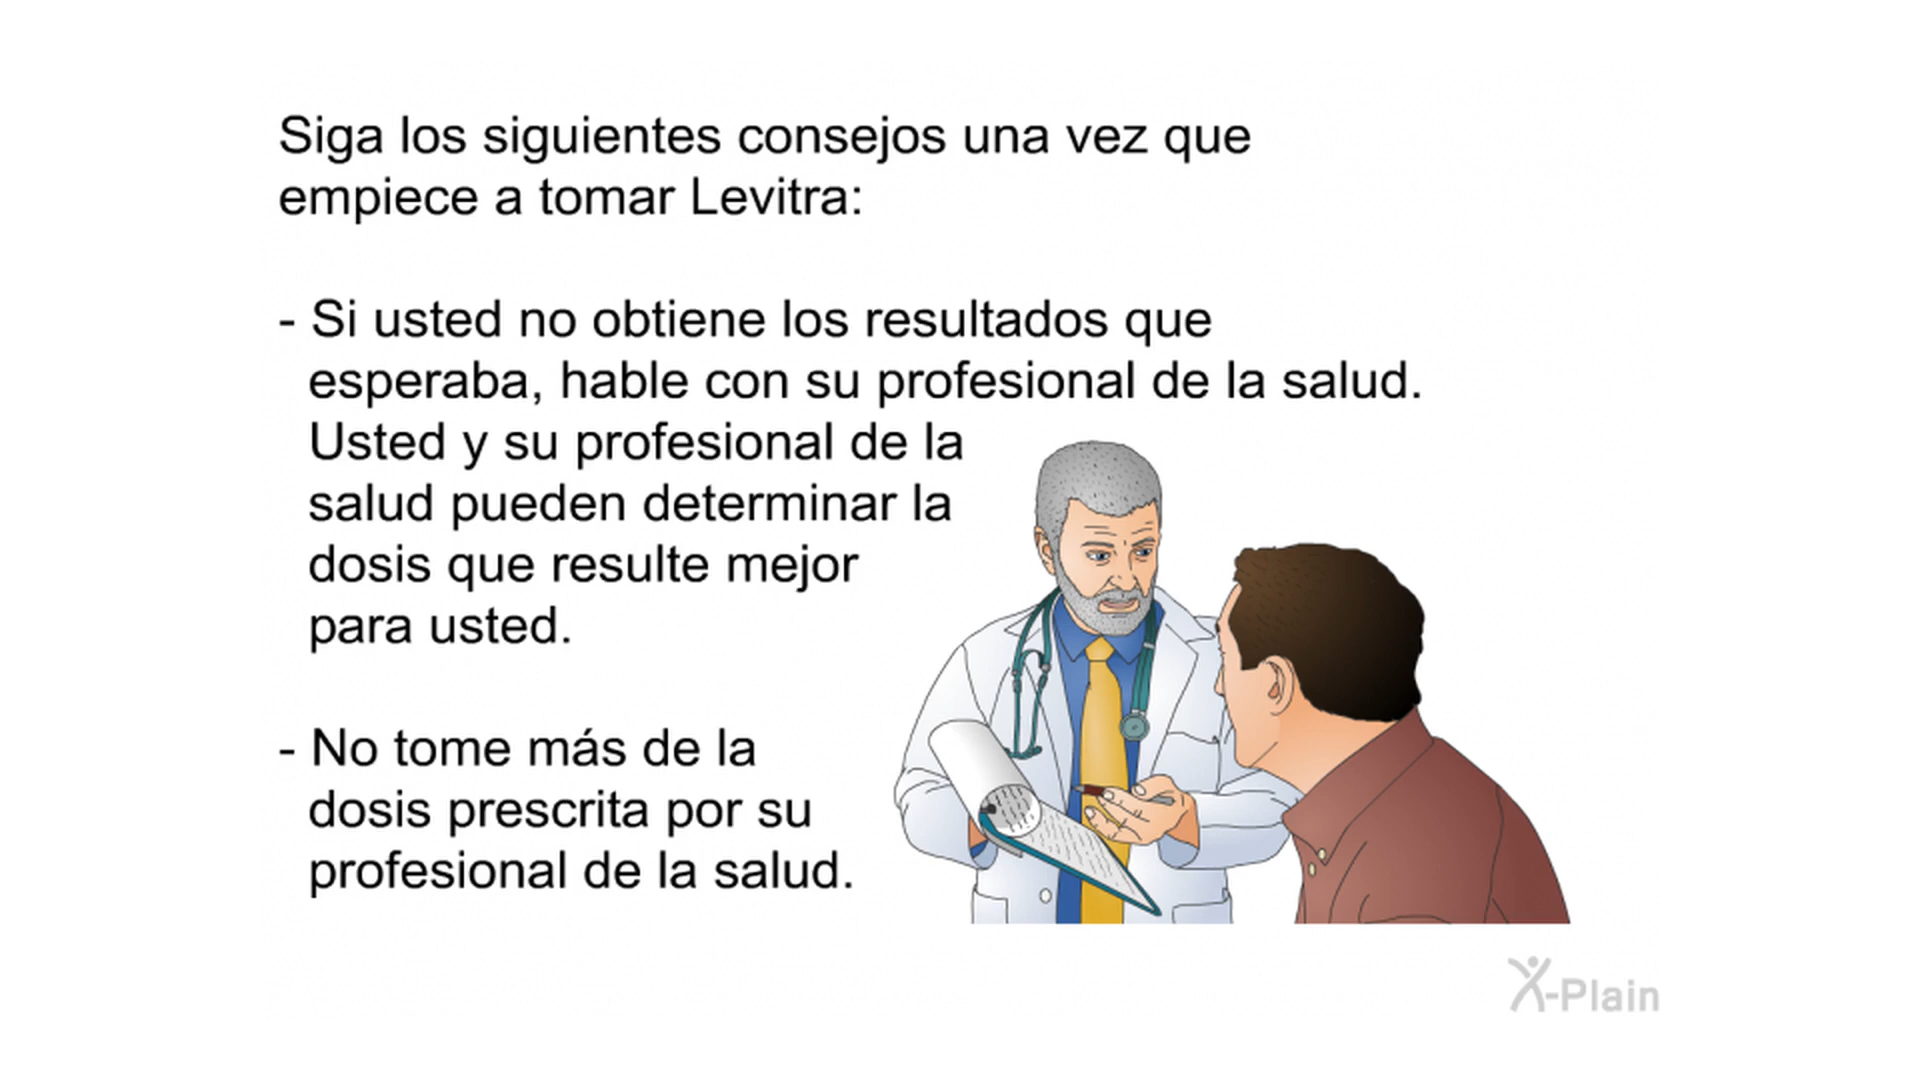 Siga los siguientes consejos una vez que
empiece a tomar Levitra:
- Si usted no obtiene los resultados que
esperaba, hable con su profesional de la salud.
Usted y su profesional de la
salud pueden determinar la
dosis que resulte mejor
para usted.
- No tome más de la
dosis prescrita por su
profesional de la salud.
X-Plain